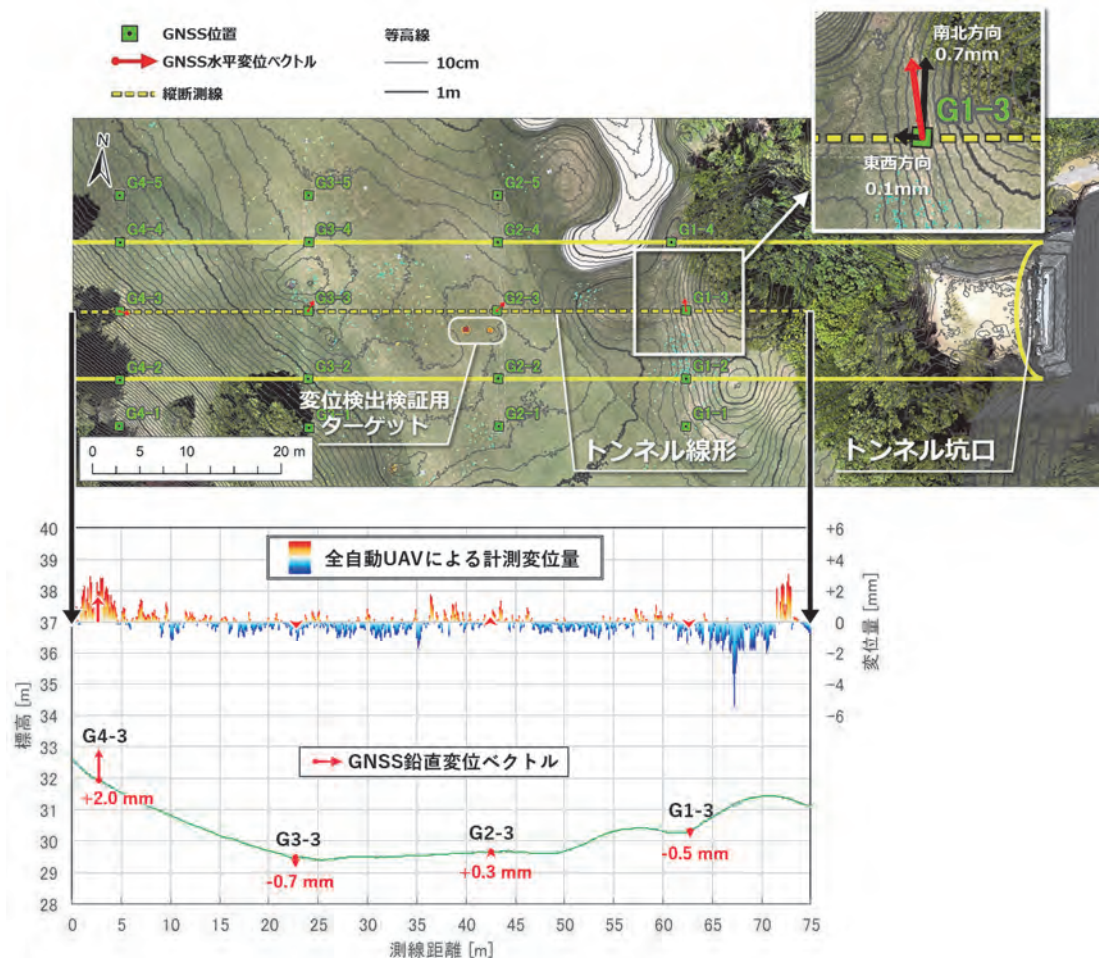 GNSS位置
GNSS水平変位ベクトル
縦断測線
等高線
10cm
1m
南北方向
0.7mm
G1-3
東西方向
0.1mm
N
G4-5
G3-5
G2-5
G4-4
G3-4
G2-4
G1-4
G4-3
G3-3
G2-3
G1-3
G4-2
G3-2
G2-2
G1-2
G4-1
G2-1
G1-1
変位検出検証用
ターゲット
トンネル線形
トンネル坑口
0 10 20 m
全自動UAVによる計測変位量
40
39
38
37
36
35
34
33
32
31
30
29
28
標高 [m]
+6
+4
+2
0
-2
-4
-6
変位量 [mm]
GNSS鉛直変位ベクトル
G4-3
+2.0 mm
G3-3
-0.7 mm
G2-3
+0.3 mm
G1-3
-0.5 mm
0 5 10 15 20 25 30 35 40 45 50 55 60 65 70 75
測線距離 [m]